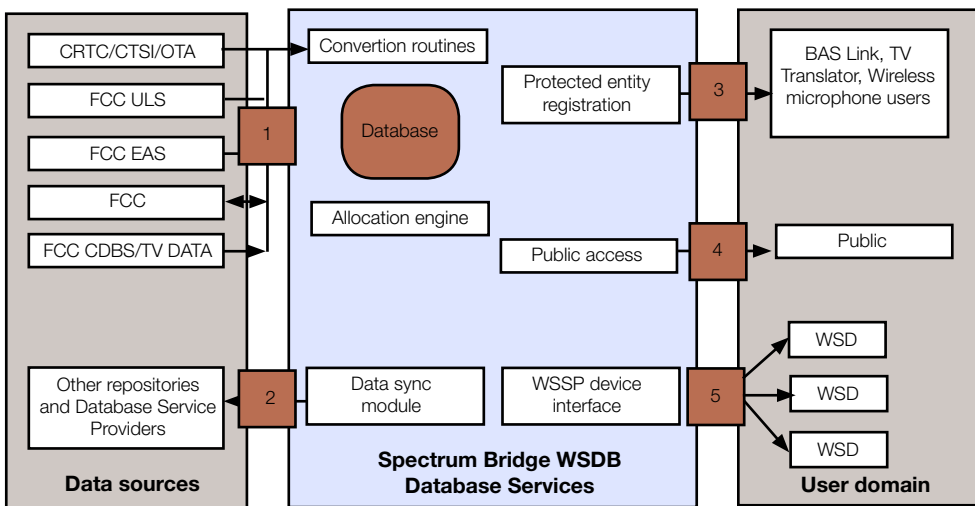 CRTC/CTSI/OTA
FCC ULS
FCC EAS
FCC
FCC CDBS/TV DATA
Other repositories
and Database Service
Providers
Data sources
1
2
Convertion routines
Database
Allocation engine
Data sync
module
Protected entity
registration
Public access
WSSP device
interface
Spectrum Bridge WSDB
Database Services
3
4
5
BAS Link, TV
Translator, Wireless
microphone users
Public
WSD
WSD
WSD
User domain